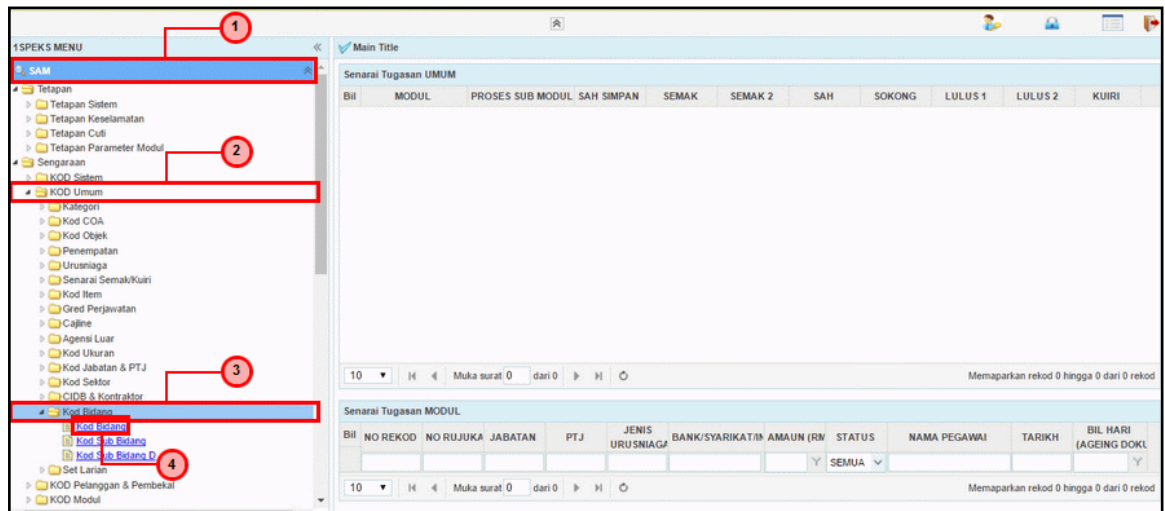 1
1SPEKS MENU
Main Title
SAM
Senarai Tugasan UMUM
Tetapan
Bil MODUL PROSES SUB MODUL SAH SIMPAN SEMAK SEMAK 2 SAH SOKONG LULUS 1 LULUS 2 KUIRI
Tetapan Sistem
Tetapan Keselamatan
Tetapan Cuti
Tetapan Parameter Modul
2
Sengaraan
KOD Sistem
KOD Umum
Kategori
Kod COA
Kod Objek
Penempatan
Urusniaga
Senarai Semak/Kuiri
Kod Item
Gred Perjawatan
Cajline
Agensi Luar
Kod Ukuran
Kod Jabatan & PTJ
3
Kod Sektor
10 Muka surat 0 dari 0 Memaparkan rekod 0 hingga 0 dari 0 rekod
CIDB & Kontraktor
Kod Bidang
Senarai Tugasan MODUL
Kod Bidang
Kod Sub Bidang
Kod Sub Bidang D
4
Bil NO REKOD NO RUJUKA JABATAN PTJ JENIS URUSNIAGA BANK/SYARIKAT/IN AMAUN (RM STATUS NAMA PEGAWAI TARIKH BIL HARI (AGEING DOKU
SEMUA
Set Larian
KOD Pelanggan & Pembekal
10 Muka surat 0 dari 0 Memaparkan rekod 0 hingga 0 dari 0 rekod
KOD Modul